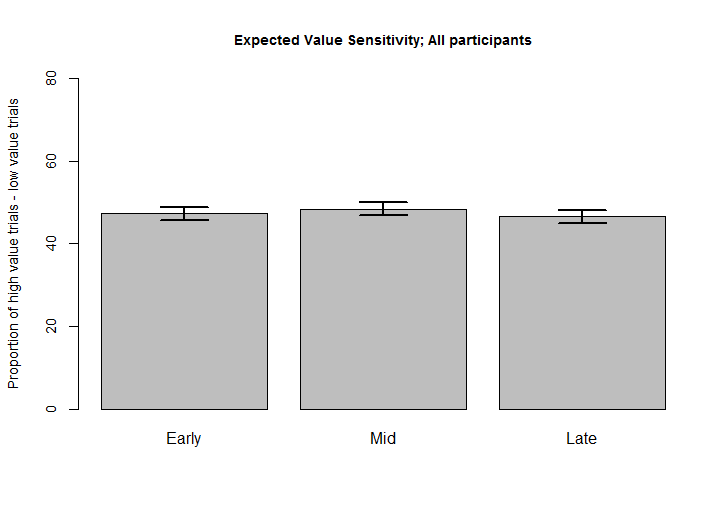 Expected Value Sensitivity; All participants
Proportion of high value trials - low value trials
80
60
40
20
0
Early
Mid
Late